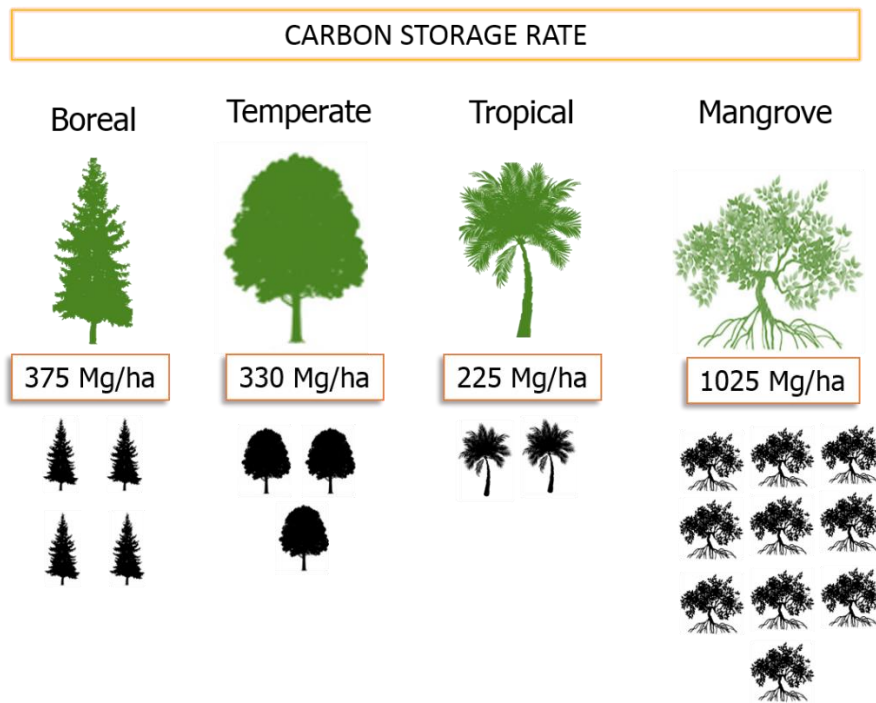 CARBON STORAGE RATE
Boreal
Temperate
Tropical
Mangrove
375 Mg/ha
330 Mg/ha
225 Mg/ha
1025 Mg/ha